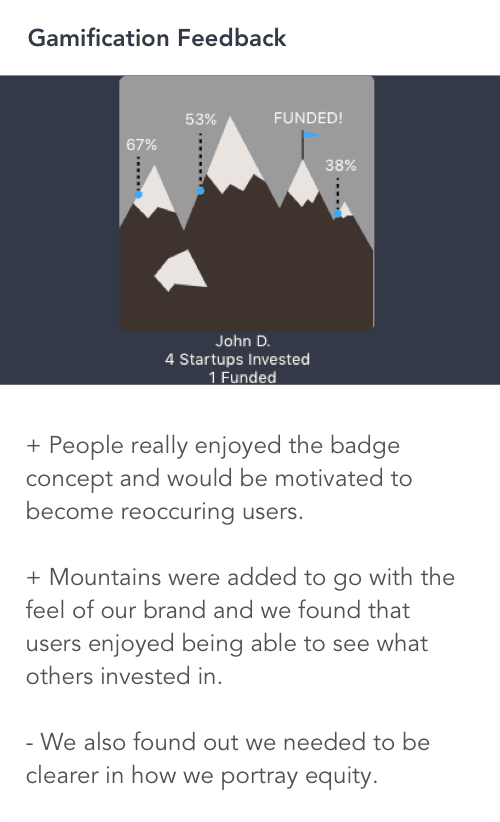 Gamification Feedback
53%
FUNDED!
67%
38%
John D.
4 Startups Invested
1 Funded
+ People really enjoyed the badge
concept and would be motivated to
become reoccuring users.
+ Mountains were added to go with the
feel of our brand and we found that
users enjoyed being able to see what
others invested in.
- We also found out we needed to be
clearer in how we portray equity.